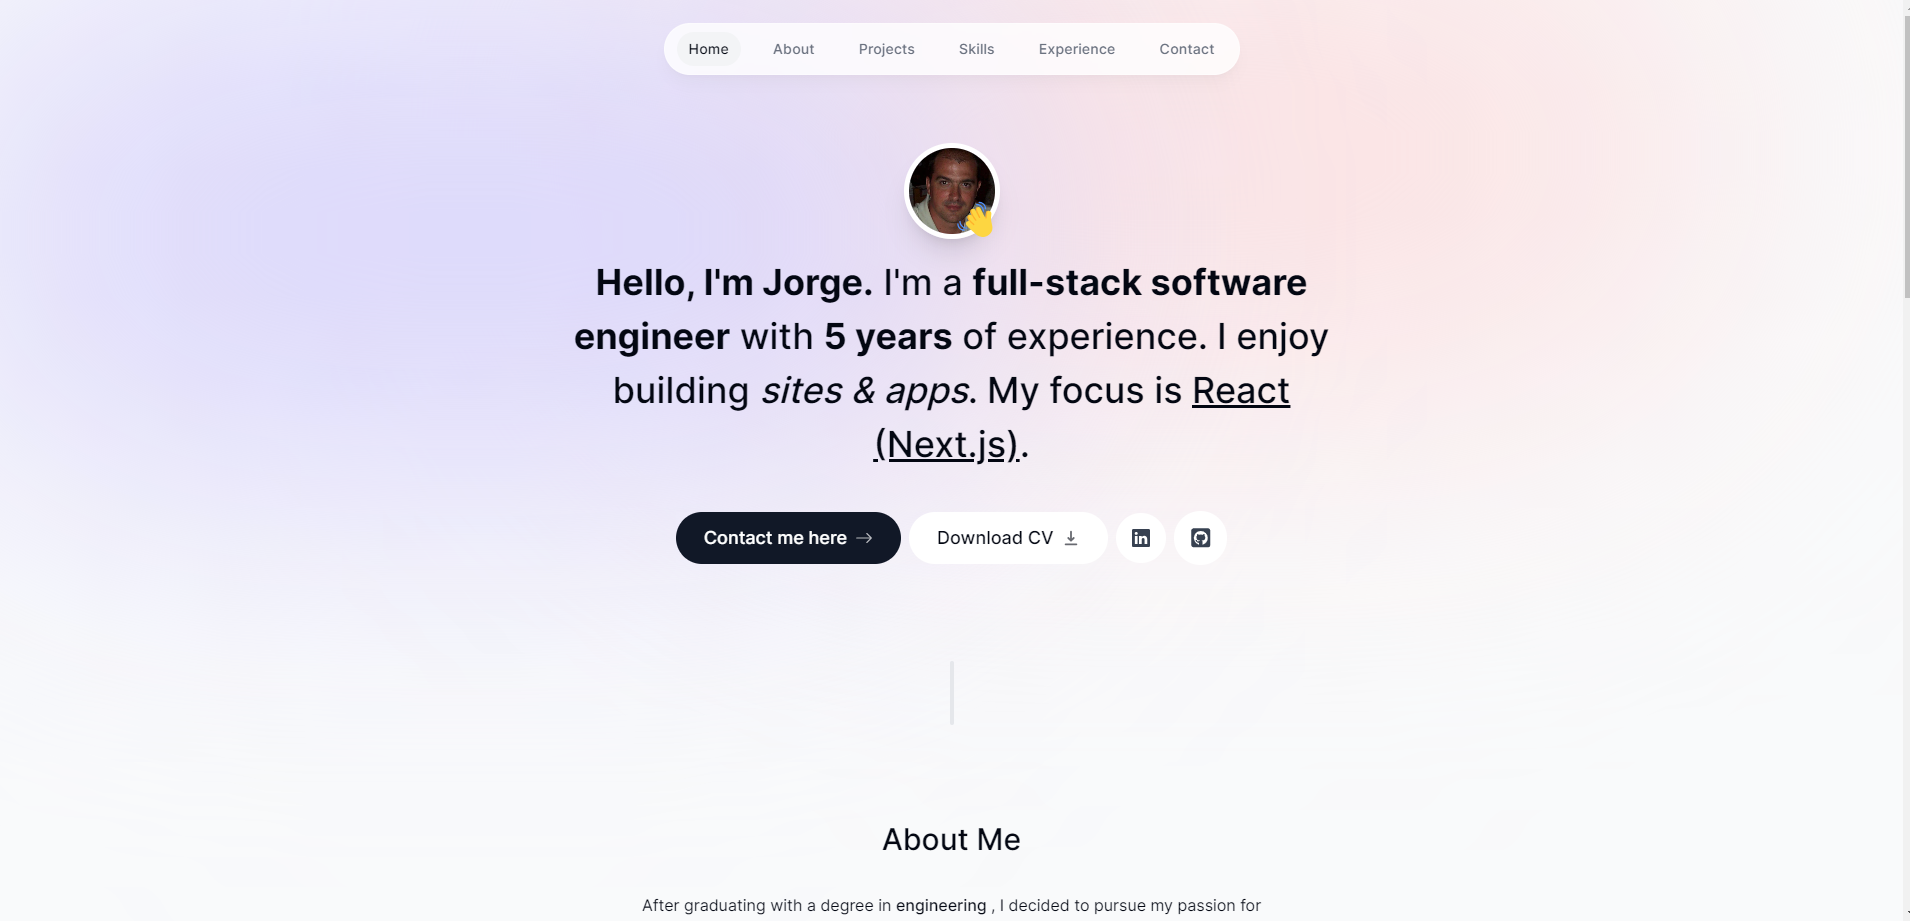 Home About Projects Skills Experience Contact
Hello, I'm Jorge. I'm a full-stack software
engineer with 5 years of experience. I enjoy
building sites & apps. My focus is React
(Next.js).
Contact me here Download CV in
About Me
After graduating with a degree in engineering , I decided to pursue my passion for